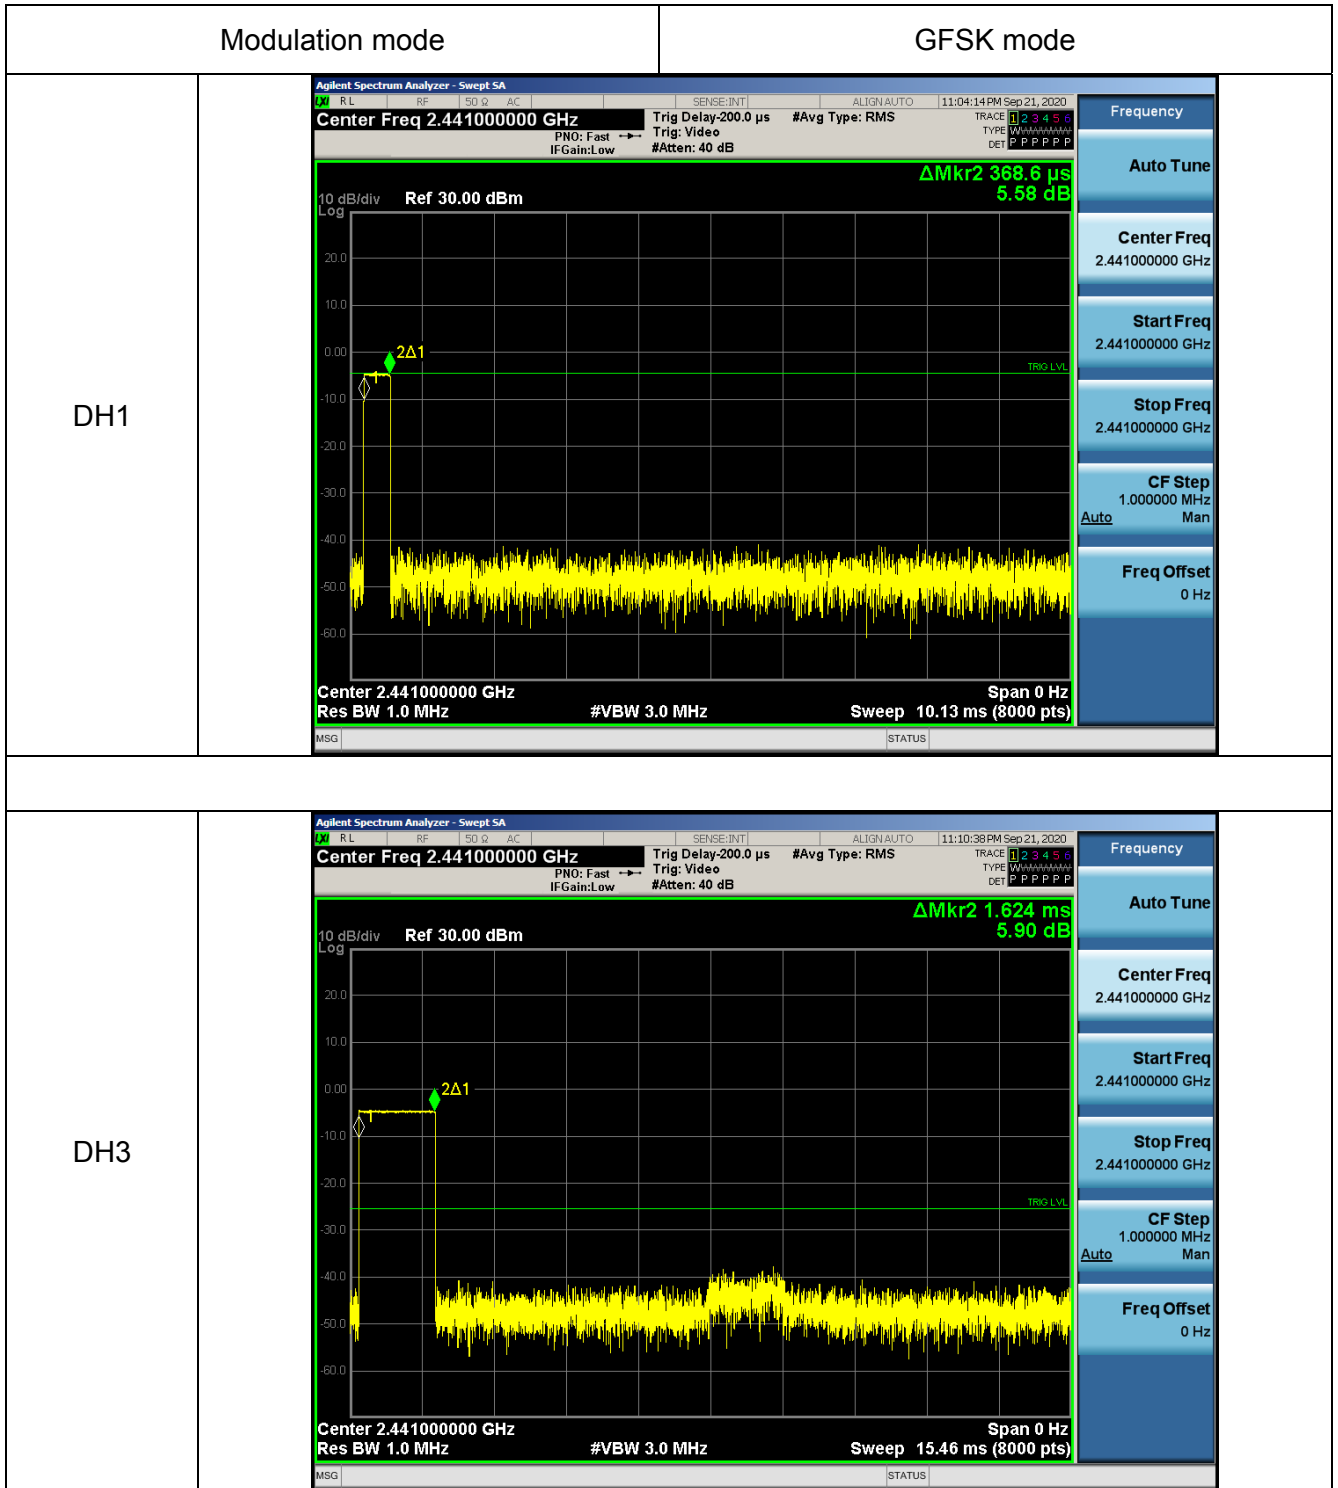 Modulation mode GFSK mode
DH1
Agilent Spectrum Analyzer - Swept SA
LXI RL RF 50 Ω AC SENSE:INT ALIGN AUTO 11:04:14 PM Sep 21, 2020
Center Freq 2.441000000 GHz Trig Delay-200.0 µs #Avg Type: RMS TRACE 1 2 3 4 5 6
PNO: Fast Trig: Video TYPE WWWWWW
IFGain:Low #Atten: 40 dB DET P P P P P P
Frequency
ΔMkr2 368.6 µs
5.58 dB
10 dB/div Ref 30.00 dBm
Log
20.0
10.0
0.00
-10.0
-20.0
-30.0
-40.0
-50.0
-60.0
2Δ1
1
TRIG LVL
Center 2.441000000 GHz Span 0 Hz
Res BW 1.0 MHz #VBW 3.0 MHz Sweep 10.13 ms (8000 pts)
MSG STATUS
Auto Tune
Center Freq
2.441000000 GHz
Start Freq
2.441000000 GHz
Stop Freq
2.441000000 GHz
CF Step
1.000000 MHz
Auto Man
Freq Offset
0 Hz
DH3
Agilent Spectrum Analyzer - Swept SA
LXI RL RF 50 Ω AC SENSE:INT ALIGN AUTO 11:10:38 PM Sep 21, 2020
Center Freq 2.441000000 GHz Trig Delay-200.0 µs #Avg Type: RMS TRACE 1 2 3 4 5 6
PNO: Fast Trig: Video TYPE WWWWWW
IFGain:Low #Atten: 40 dB DET P P P P P P
Frequency
ΔMkr2 1.624 ms
5.90 dB
10 dB/div Ref 30.00 dBm
Log
20.0
10.0
0.00
-10.0
-20.0
-30.0
-40.0
-50.0
-60.0
2Δ1
1
TRIG LVL
Center 2.441000000 GHz Span 0 Hz
Res BW 1.0 MHz #VBW 3.0 MHz Sweep 15.46 ms (8000 pts)
MSG STATUS
Auto Tune
Center Freq
2.441000000 GHz
Start Freq
2.441000000 GHz
Stop Freq
2.441000000 GHz
CF Step
1.000000 MHz
Auto Man
Freq Offset
0 Hz